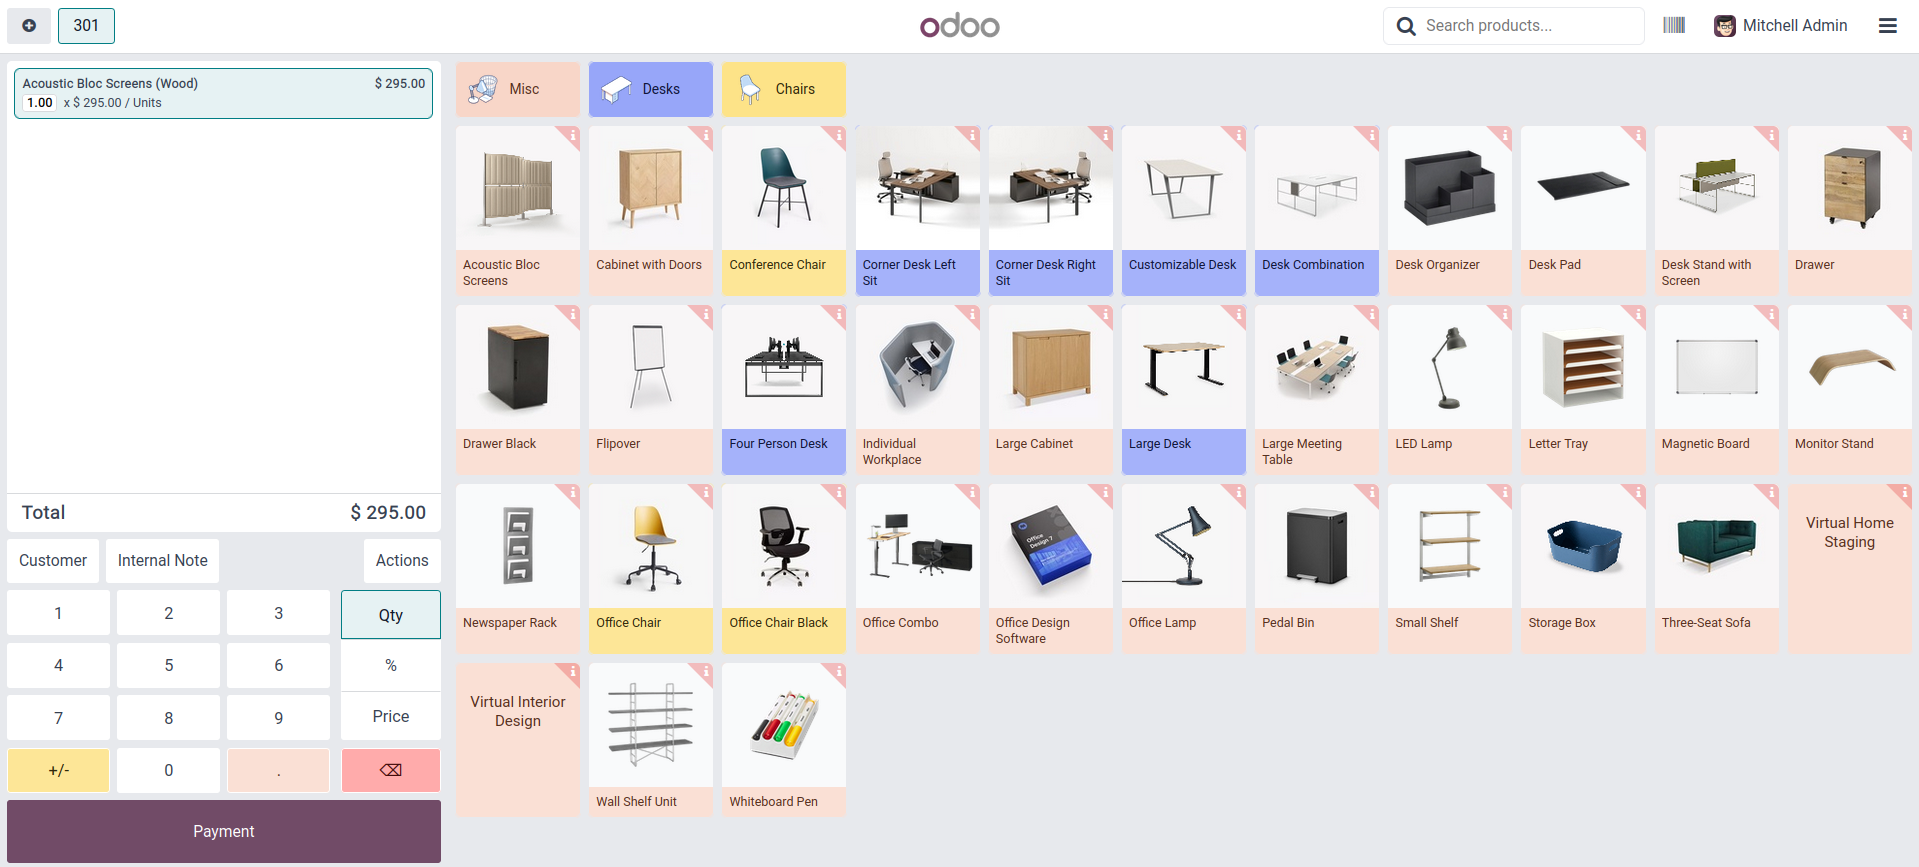 301
odoo
Search products...
Mitchell Admin
Acoustic Bloc Screens (Wood)
$ 295.00
1.00 x $ 295.00 / Units
Total
$ 295.00
Customer
Internal Note
Actions
1
2
3
Qty
4
5
6
%
7
8
9
Price
+/-
0
.
⌫
Payment
Misc
Desks
Chairs
Acoustic Bloc
Screens
Cabinet with Doors
Conference Chair
Corner Desk Left
Sit
Corner Desk Right
Sit
Customizable Desk
Desk Combination
Desk Organizer
Desk Pad
Desk Stand with
Screen
Drawer
Drawer Black
Flipover
Four Person Desk
Individual
Workplace
Large Cabinet
Large Desk
Large Meeting
Table
LED Lamp
Letter Tray
Magnetic Board
Monitor Stand
Newspaper Rack
Office Chair
Office Chair Black
Office Combo
Office
Design 7
Office Design
Software
Office Lamp
Pedal Bin
Small Shelf
Storage Box
Three-Seat Sofa
Virtual Home
Staging
Virtual Interior
Design
Wall Shelf Unit
Whiteboard Pen